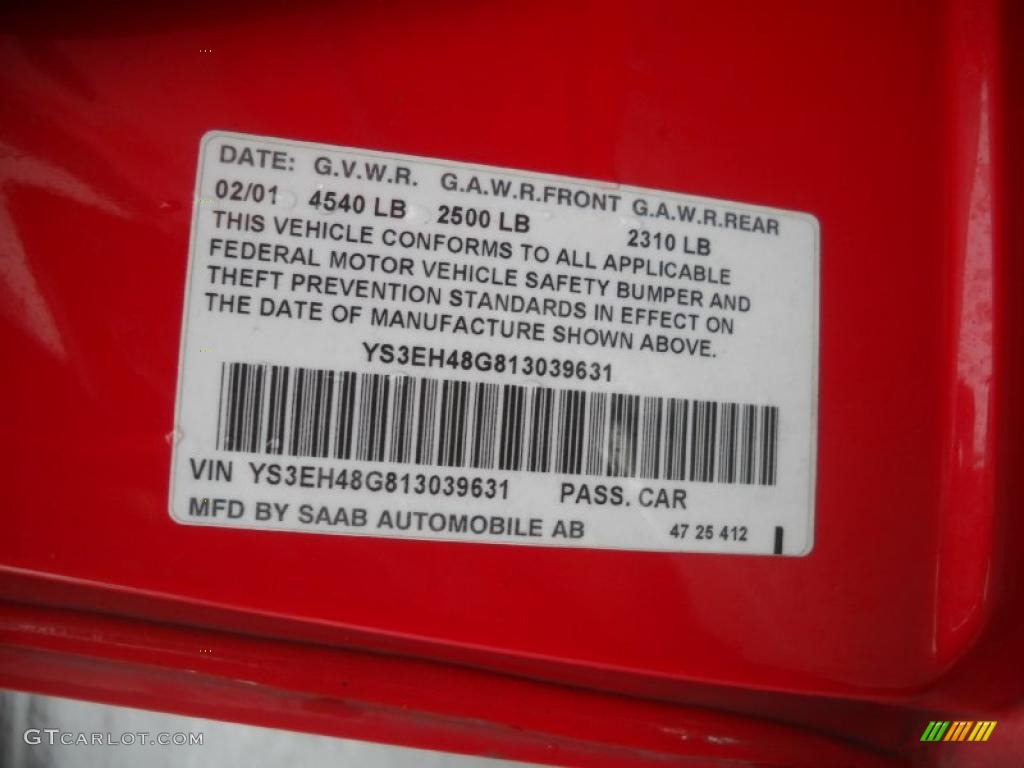 DATE: G.V.W.R. G.A.W.R.FRONT G.A.W.R.REAR
02/01 4540 LB 2500 LB 2310 LB
THIS VEHICLE CONFORMS TO ALL APPLICABLE
FEDERAL MOTOR VEHICLE SAFETY BUMPER AND
THEFT PREVENTION STANDARDS IN EFFECT ON
THE DATE OF MANUFACTURE SHOWN ABOVE.
YS3EH48G813039631
VIN YS3EH48G813039631 PASS. CAR
MFD BY SAAB AUTOMOBILE AB 47 25 412
GTCARLOT.COM